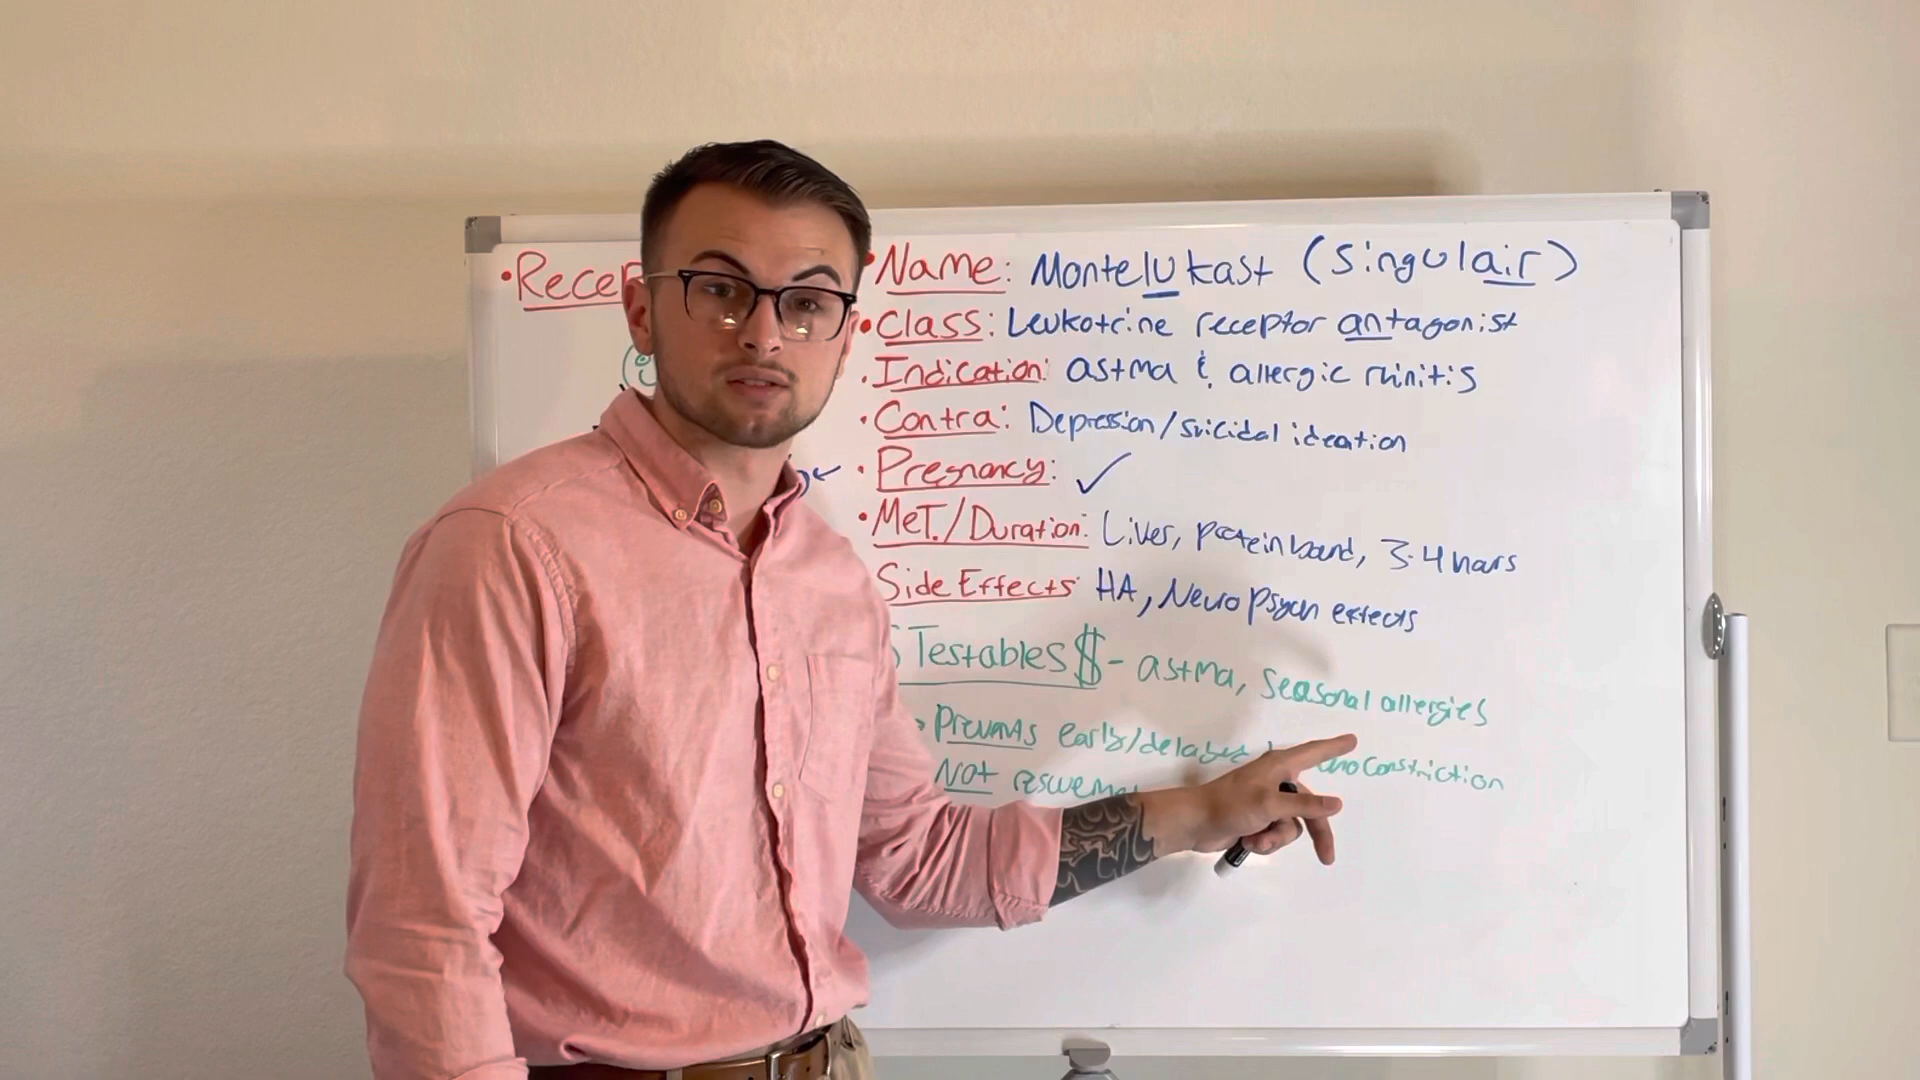 •Recep
•Name: Montelukast (Singulair)
•Class: Leukotrine receptor antagonist
•Indication: astma & allergic rhinitis
•Contra: Depression/suicidal ideation
•Pregnancy: ✓
•MeT./Duration: Liver, protein bound, 3-4 hours
Side Effects: HA, Neuro psych effects
$ Testables $ - astma, seasonal allergies
→ Prevents early/delayed constriction
NOT rescue